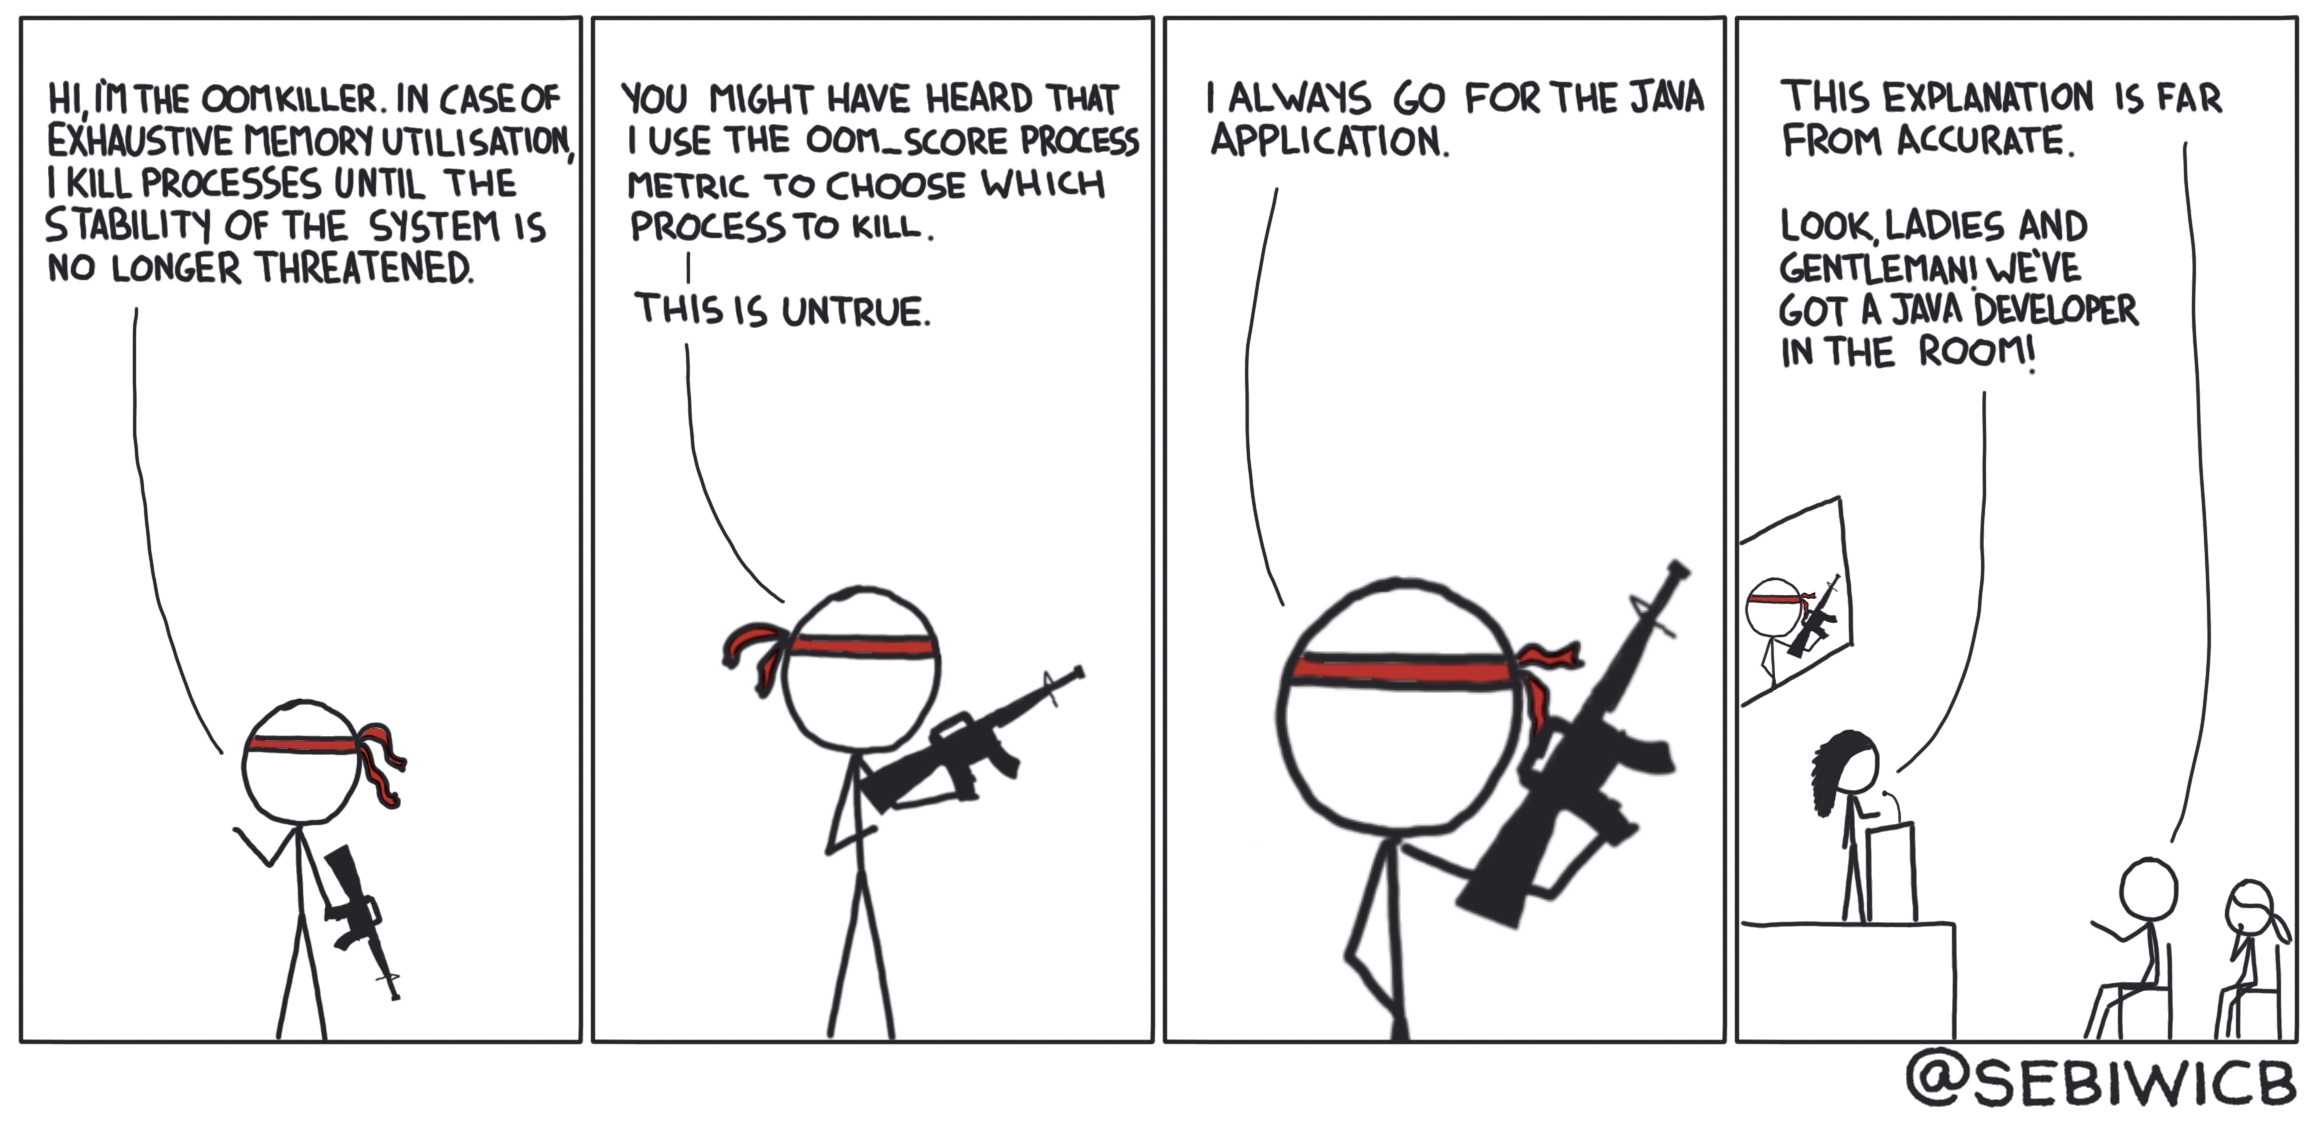 HI, I'M THE OOMKILLER. IN CASE OF
EXHAUSTIVE MEMORY UTILISATION,
I KILL PROCESSES UNTIL THE
STABILITY OF THE SYSTEM IS
NO LONGER THREATENED.
YOU MIGHT HAVE HEARD THAT
I USE THE OOM_SCORE PROCESS
METRIC TO CHOOSE WHICH
PROCESS TO KILL.
THIS IS UNTRUE.
I ALWAYS GO FOR THE JAVA
APPLICATION.
THIS EXPLANATION IS FAR
FROM ACCURATE.
LOOK, LADIES AND
GENTLEMAN! WE'VE
GOT A JAVA DEVELOPER
IN THE ROOM!
@SEBIWICB